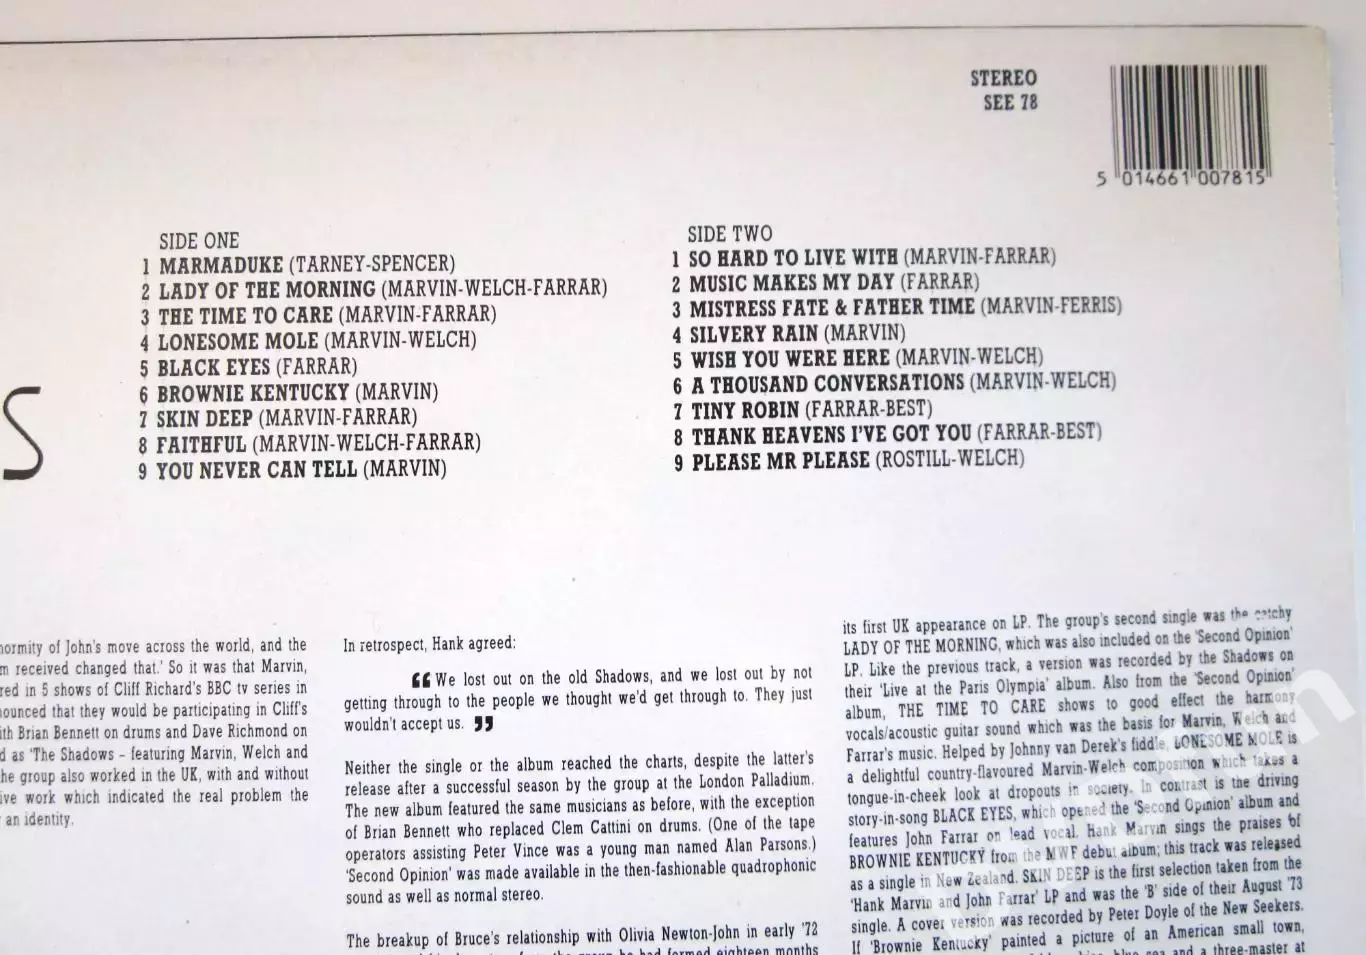 STEREO
SEE 78
5 014661 007815
SIDE ONE
1 MARMADUKE (TARNEY-SPENCER)
2 LADY OF THE MORNING (MARVIN-WELCH-FARRAR)
3 THE TIME TO CARE (MARVIN-FARRAR)
4 LONESOME MOLE (MARVIN-WELCH)
5 BLACK EYES (FARRAR)
6 BROWNIE KENTUCKY (MARVIN)
7 SKIN DEEP (MARVIN-FARRAR)
8 FAITHFUL (MARVIN-WELCH-FARRAR)
9 YOU NEVER CAN TELL (MARVIN)
SIDE TWO
1 SO HARD TO LIVE WITH (MARVIN-FARRAR)
2 MUSIC MAKES MY DAY (FARRAR)
3 MISTRESS FATE & FATHER TIME (MARVIN-FERRIS)
4 SILVERY RAIN (MARVIN)
5 WISH YOU WERE HERE (MARVIN-WELCH)
6 A THOUSAND CONVERSATIONS (MARVIN-WELCH)
7 TINY ROBIN (FARRAR-BEST)
8 THANK HEAVENS I'VE GOT YOU (FARRAR-BEST)
9 PLEASE MR PLEASE (ROSTILL-WELCH)
S
normity of John's move across the world, and the
m received changed that.' So it was that Marvin,
red in 5 shows of Cliff Richard's BBC tv series in
nounced that they would be participating in Cliff's
ith Brian Bennett on drums and Dave Richmond on
d as 'The Shadows – featuring Marvin, Welch and
he group also worked in the UK, with and without
ive work which indicated the real problem the
an identity.
In retrospect, Hank agreed:
“We lost out on the old Shadows, and we lost out by not
getting through to the people we thought we'd get through to. They just
wouldn't accept us.”
Neither the single or the album reached the charts, despite the latter's
release after a successful season by the group at the London Palladium.
The new album featured the same musicians as before, with the exception
of Brian Bennett who replaced Clem Cattini on drums. (One of the tape
operators assisting Peter Vince was a young man named Alan Parsons.)
'Second Opinion' was made available in the then-fashionable quadrophonic
sound as well as normal stereo.
The breakup of Bruce's relationship with Olivia Newton-John in early '72
from the group he had formed eighteen months
its first UK appearance on LP. The group's second single was the catchy
LADY OF THE MORNING, which was also included on the 'Second Opinion'
LP. Like the previous track, a version was recorded by the Shadows on
their 'Live at the Paris Olympia' album. Also from the 'Second Opinion'
album, THE TIME TO CARE shows to good effect the harmony
vocals/acoustic guitar sound which was the basis for Marvin, Welch and
Farrar's music. Helped by Johnny van Derek's fiddle, LONESOME MOLE is
a delightful country-flavoured Marvin-Welch composition which takes a
tongue-in-cheek look at dropouts in society. In contrast is the driving
story-in-song BLACK EYES, which opened the 'Second Opinion' album and
features John Farrar on lead vocal. Hank Marvin sings the praises of
BROWNIE KENTUCKY from the MWF debut album; this track was released
as a single in New Zealand. SKIN DEEP is the first selection taken from the
'Hank Marvin and John Farrar' LP and was the 'B' side of their August '73
single. A cover version was recorded by Peter Doyle of the New Seekers.
If 'Brownie Kentucky' painted a picture of an American small town,
blue sea and a three-master at